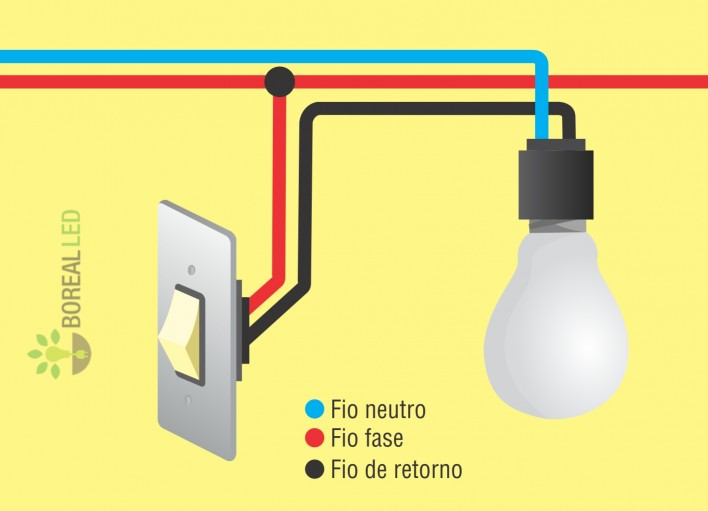 BOREAL LED
Fio neutro
Fio fase
Fio de retorno